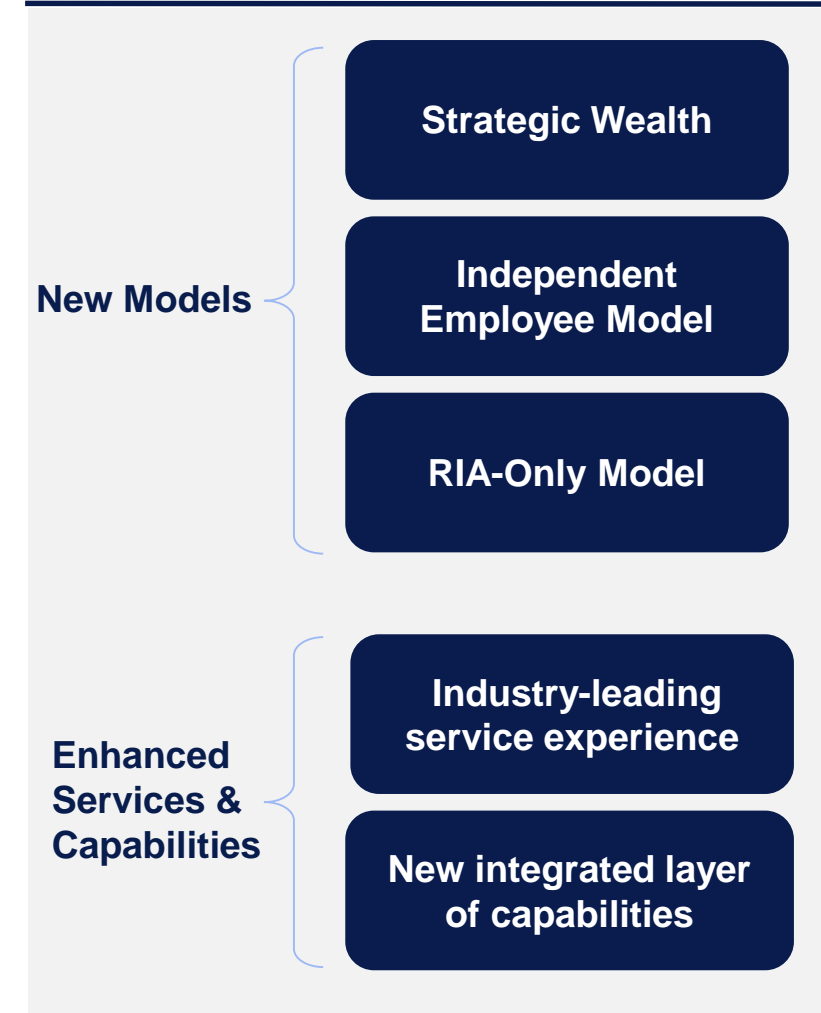 Strategic Wealth
Independent
Employee Model
New Models
RIA-Only Model
Industry-leading
service experience
Enhanced
Services &
Capabilities
New integrated layer
of capabilities